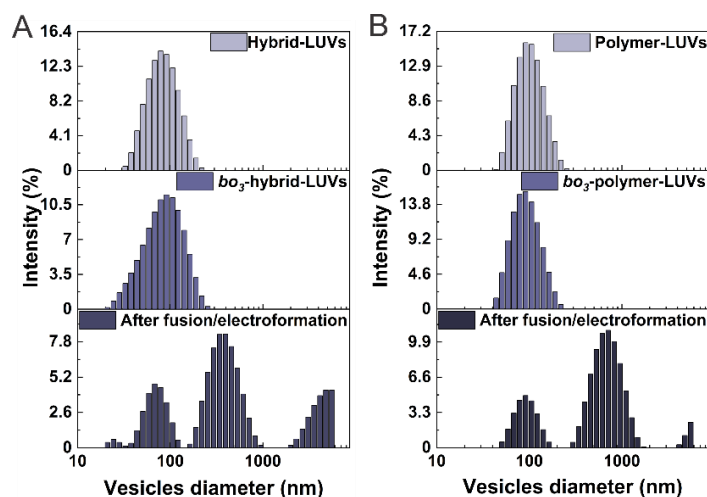 A
Intensity (%)
16.4
12.3
8.2
4.1
0
Hybrid-LUVs
10.5
7
3.5
0
bo₃-hybrid-LUVs
7.8
5.2
2.6
0
After fusion/electroformation
10 100 1000
Vesicles diameter (nm)
B
Intensity (%)
17.2
12.9
8.6
4.3
0
Polymer-LUVs
13.8
9.2
4.6
0
bo₃-polymer-LUVs
9.9
6.6
3.3
0
After fusion/electroformation
10 100 1000
Vesicles diameter (nm)